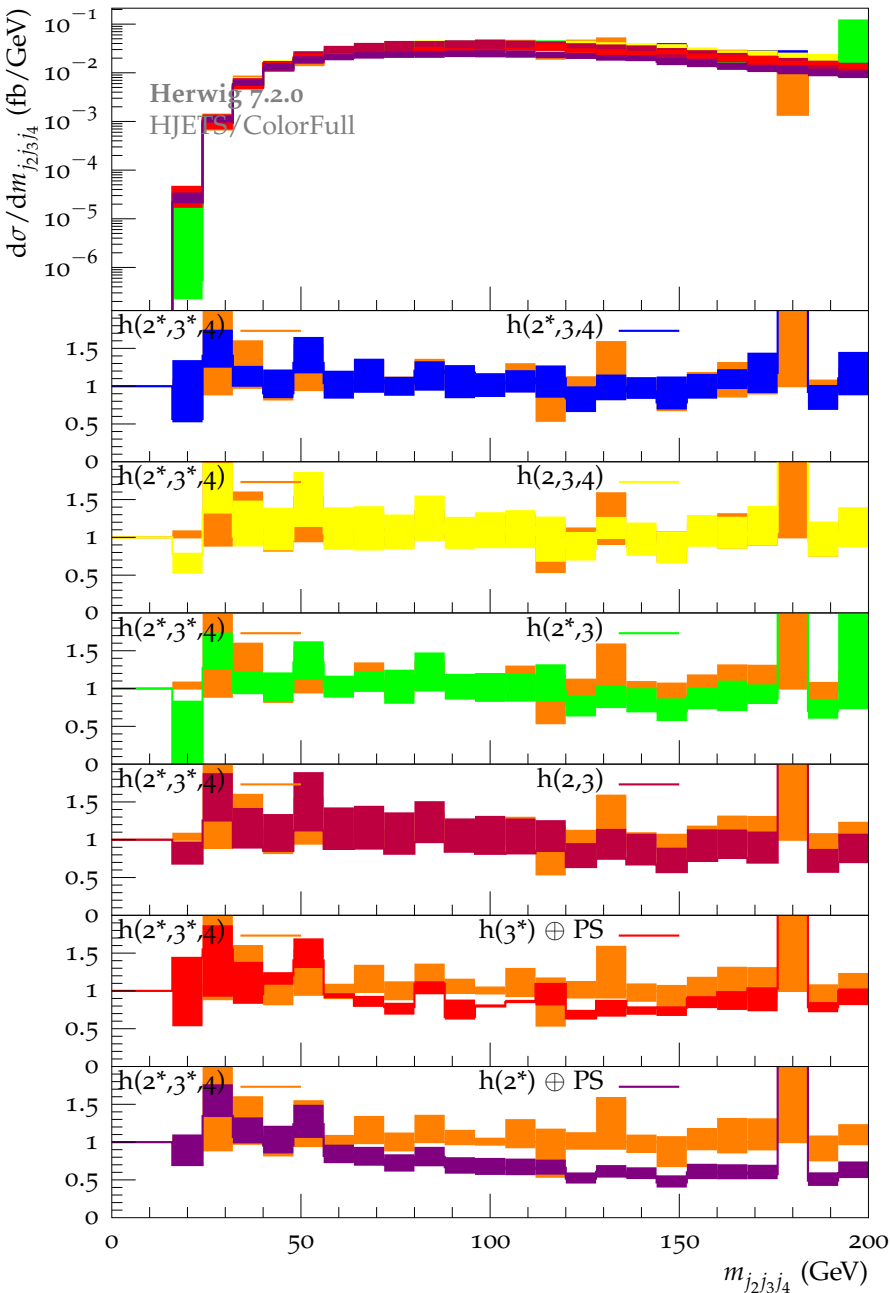 Herwig 7.2.0
HJETS/ColorFull
10⁻¹
10⁻²
10⁻³
10⁻⁴
10⁻⁵
10⁻⁶
dσ/dm_{j₂j₃j₄} (fb/GeV)
h(2*,3*,4) h(2*,3,4)
1.5
1
0.5
0
h(2*,3*,4) h(2,3,4)
1.5
1
0.5
0
h(2*,3*,4) h(2*,3)
1.5
1
0.5
0
h(2*,3*,4) h(2,3)
1.5
1
0.5
0
h(2*,3*,4) h(3*) ⊕ PS
1.5
1
0.5
0
h(2*,3*,4) h(2*) ⊕ PS
1.5
1
0.5
0
0 50 100 150 200
m_{j₂j₃j₄} (GeV)